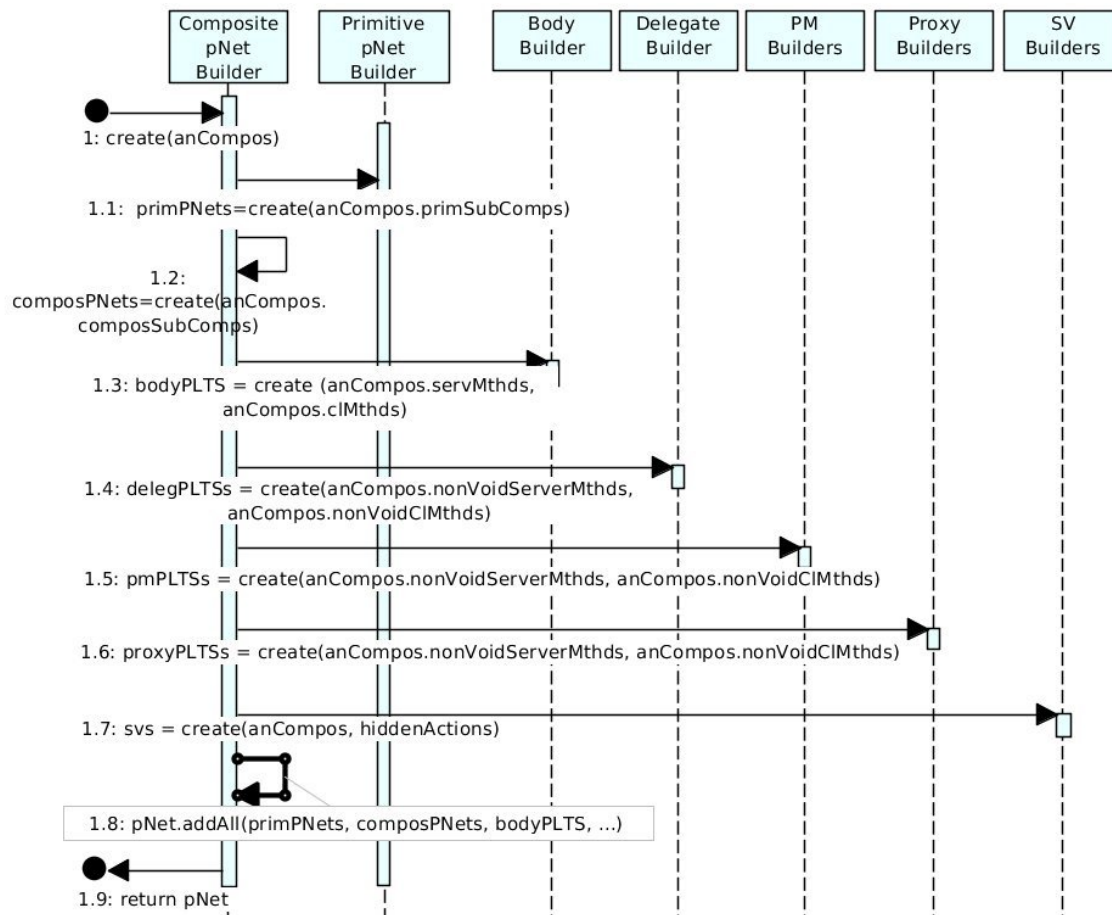 Composite
pNet
Builder
Primitive
pNet
Builder
Body
Builder
Delegate
Builder
PM
Builders
Proxy
Builders
SV
Builders
1: create(anCompos)
1.1: primPNets=create(anCompos.primSubComps)
1.2:
composPNets=create(anCompos.
composSubComps)
1.3: bodyPLTS = create (anCompos.servMthds,
anCompos.clMthds)
1.4: delegPLTSs = create(anCompos.nonVoidServerMthds,
anCompos.nonVoidClMthds)
1.5: pmPLTSs = create(anCompos.nonVoidServerMthds, anCompos.nonVoidClMthds)
1.6: proxyPLTSs = create(anCompos.nonVoidServerMthds, anCompos.nonVoidClMthds)
1.7: svs = create(anCompos, hiddenActions)
1.8: pNet.addAll(primPNets, composPNets, bodyPLTS, ...)
1.9: return pNet